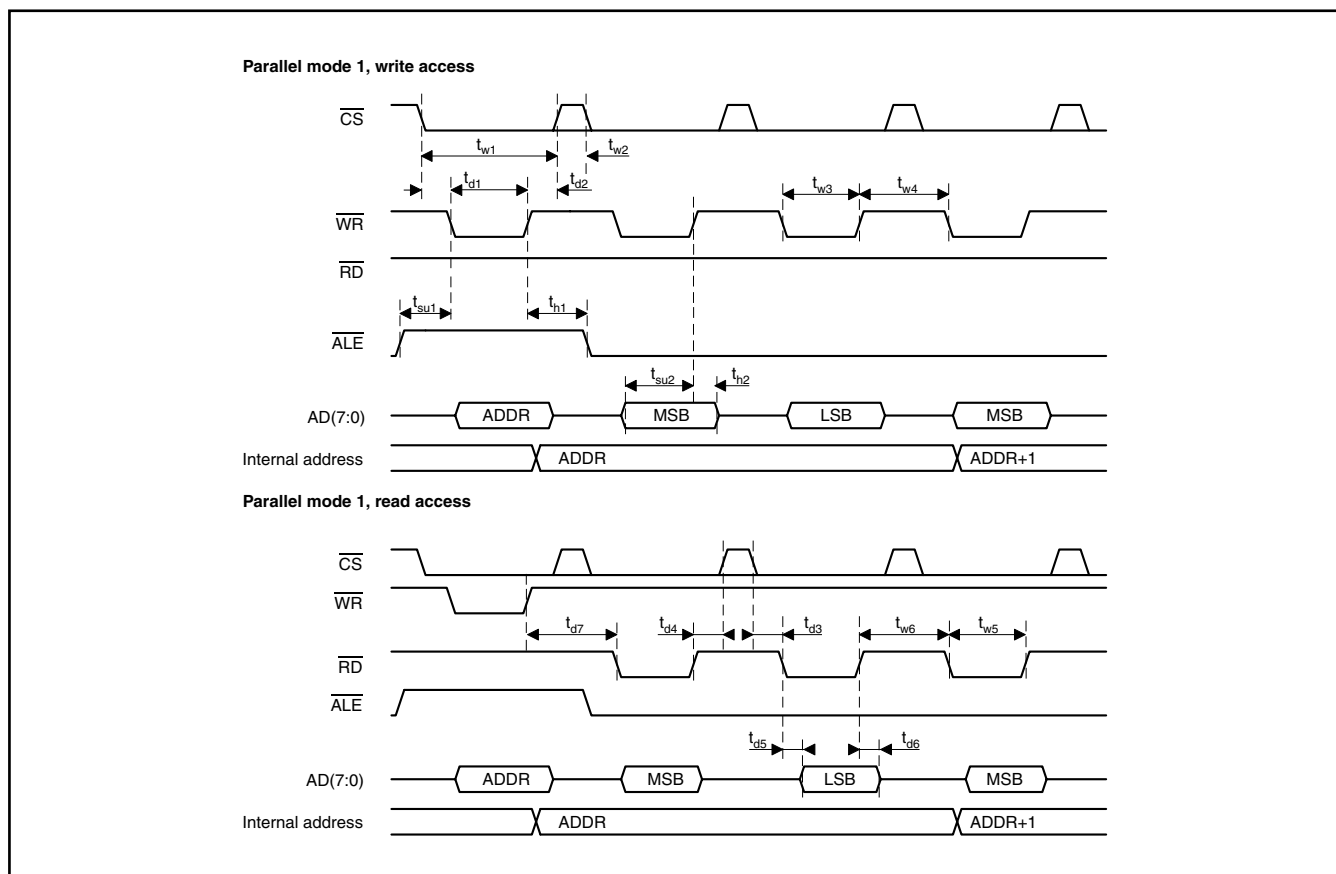 Parallel mode 1, write access
CS
tw1
tw2
td1
td2
tw3
tw4
WR
RD
tsu1
th1
ALE
tsu2
th2
AD(7:0)
ADDR
MSB
LSB
MSB
Internal address
ADDR
ADDR+1
Parallel mode 1, read access
CS
WR
td7
td4
td3
tw6
tw5
RD
ALE
td5
td6
AD(7:0)
ADDR
MSB
LSB
MSB
Internal address
ADDR
ADDR+1